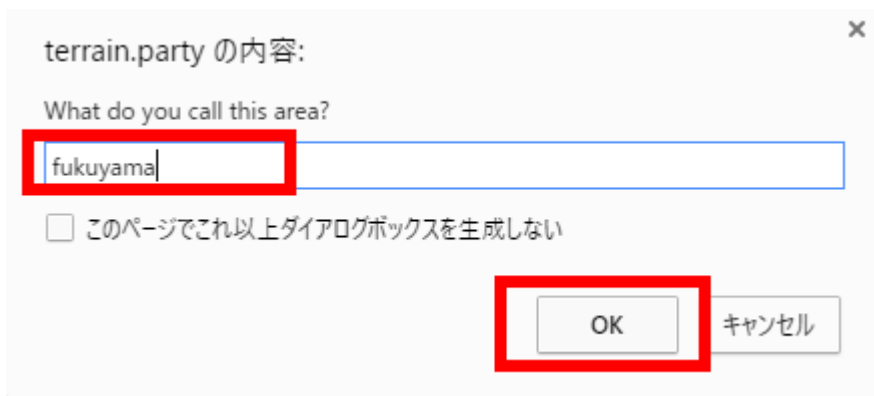 terrain.party の内容:
What do you call this area?
fukuyama
このページでこれ以上ダイアログボックスを生成しない
OK
キャンセル